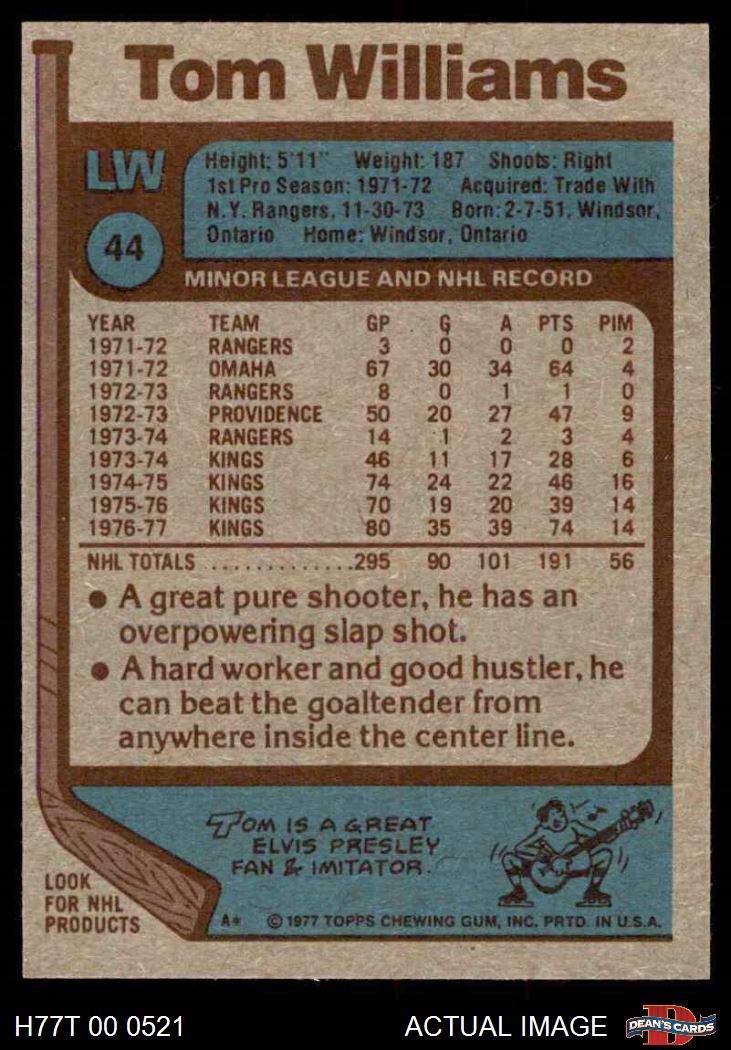 Tom Williams
LW
44
Height: 5'11" Weight: 187 Shoots: Right
1st Pro Season: 1971-72 Acquired: Trade With
N.Y. Rangers, 11-30-73 Born: 2-7-51, Windsor,
Ontario Home: Windsor, Ontario
MINOR LEAGUE AND NHL RECORD
YEAR TEAM GP G A PTS PIM
1971-72 RANGERS 3 0 0 0 2
1971-72 OMAHA 67 30 34 64 4
1972-73 RANGERS 8 0 1 1 0
1972-73 PROVIDENCE 50 20 27 47 9
1973-74 RANGERS 14 1 2 3 4
1973-74 KINGS 46 11 17 28 6
1974-75 KINGS 74 24 22 46 16
1975-76 KINGS 70 19 20 39 14
1976-77 KINGS 80 35 39 74 14
NHL TOTALS .............295 90 101 191 56
● A great pure shooter, he has an
overpowering slap shot.
● A hard worker and good hustler, he
can beat the goaltender from
anywhere inside the center line.
TOM IS A GREAT
ELVIS PRESLEY
FAN & IMITATOR.
LOOK
FOR NHL
PRODUCTS
A* © 1977 TOPPS CHEWING GUM, INC. PRTD. IN U.S.A.
H77T 00 0521 ACTUAL IMAGE D DEAN'S CARDS